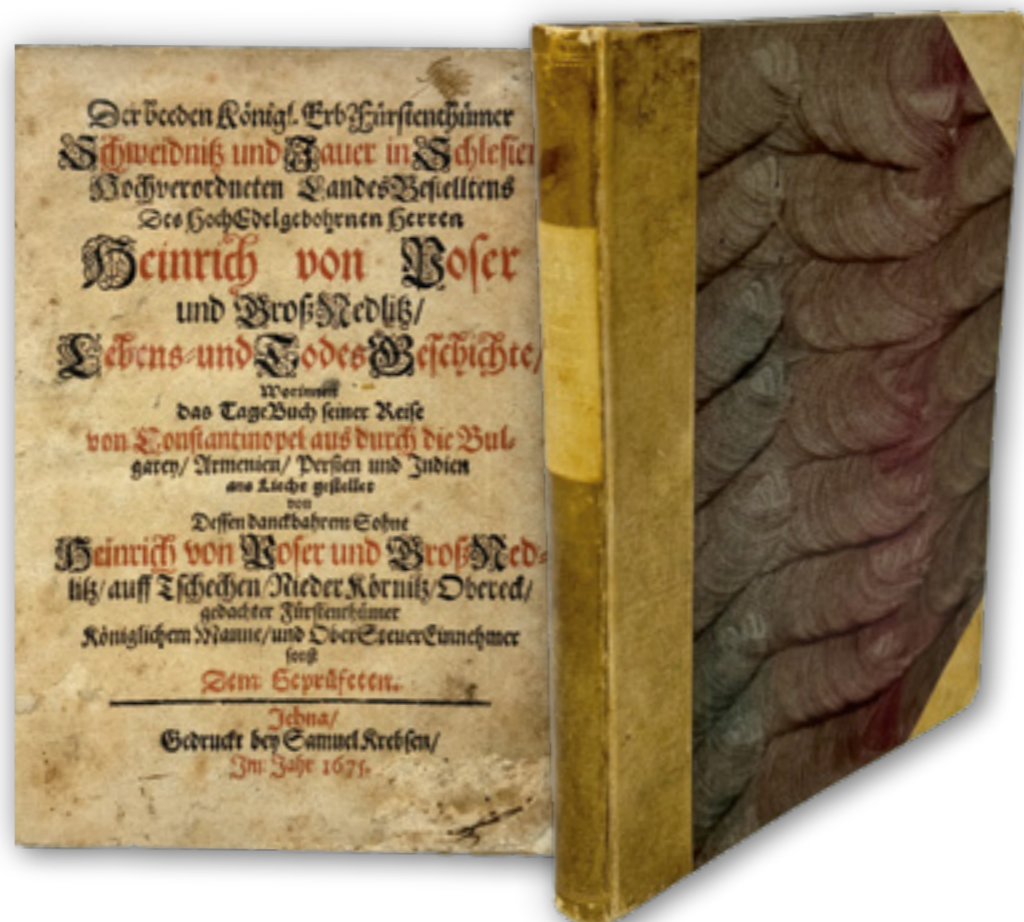 Der beeden Königl. Erb Fürstenthümer
Schweidnitz und Jauer in Schlesien
Hochverordneten Landes Bestelltens
Des HochEdelgebohrnen Herren
Heinrich von Poser
und Groß Nedlitz/
Lebens- und Todes Geschichte/
Worinnen
das TageBuch seiner Reise
von Constantinopel aus durch die Bul-
garey/ Armenien/ Persien und Indien
ans Liecht gestellet
von
Dessen danckbahrem Sohne
Heinrich von Poser und Groß Ned-
litz/ auff Tschechen/ Nieder Körnitz/ Obereck/
gedachter Fürstenthümer
Königlichem Manne/ und OberSteuerEinnehmer
sonst
Dem Geprüfeten.
Jehna/
Gedruckt bey Samuel Krebsen/
Im Jahr 1675.